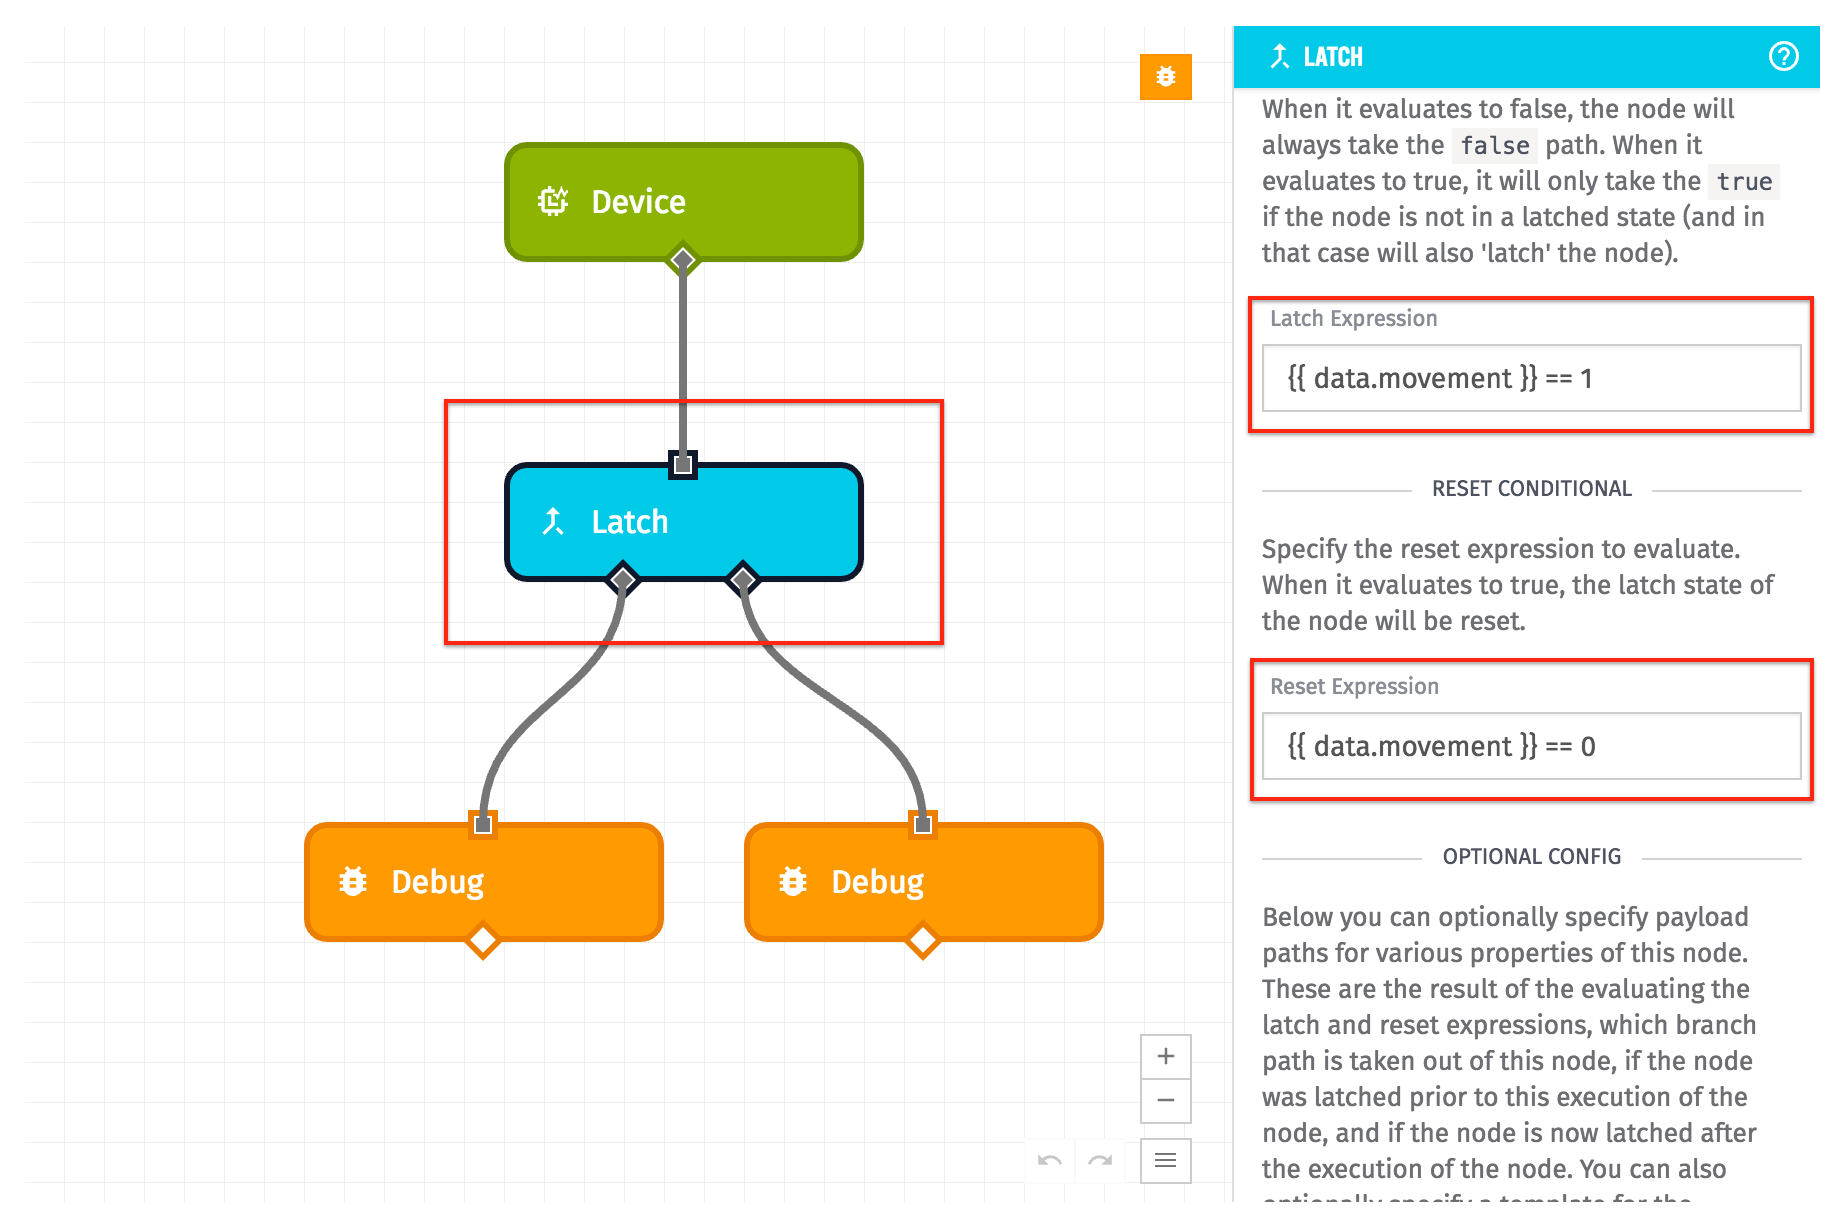 Device
Latch
Debug
Debug
LATCH
When it evaluates to false, the node will
always take the false path. When it
evaluates to true, it will only take the true
if the node is not in a latched state (and in
that case will also 'latch' the node).
Latch Expression
{{ data.movement }} == 1
RESET CONDITIONAL
Specify the reset expression to evaluate.
When it evaluates to true, the latch state of
the node will be reset.
Reset Expression
{{ data.movement }} == 0
OPTIONAL CONFIG
Below you can optionally specify payload
paths for various properties of this node.
These are the result of the evaluating the
latch and reset expressions, which branch
path is taken out of this node, if the node
was latched prior to this execution of the
node, and if the node is now latched after
the execution of the node. You can also
optionally specify a template for the